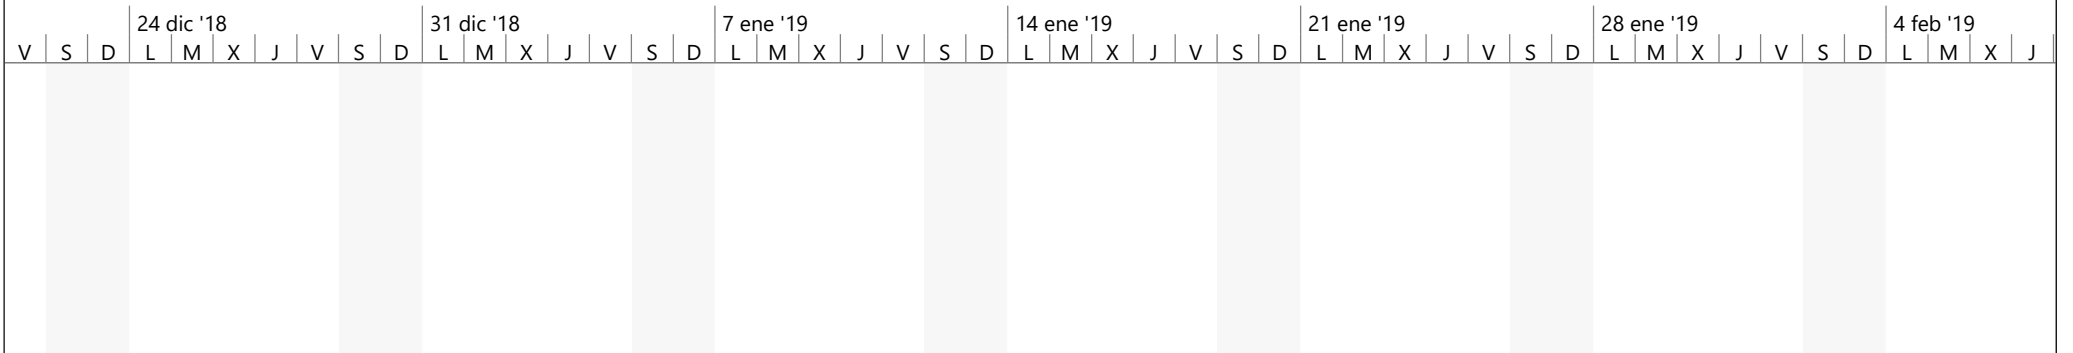 24 dic '18 31 dic '18 7 ene '19 14 ene '19 21 ene '19 28 ene '19 4 feb '19
V S D L M X J V S D L M X J V S D L M X J V S D L M X J V S D L M X J V S D L M X J V S D L M X J